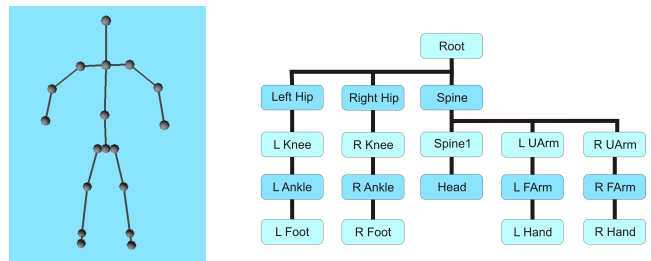 Root
Left Hip
Right Hip
Spine
L Knee
R Knee
Spine1
L UArm
R UArm
L Ankle
R Ankle
Head
L FArm
R FArm
L Foot
R Foot
L Hand
R Hand